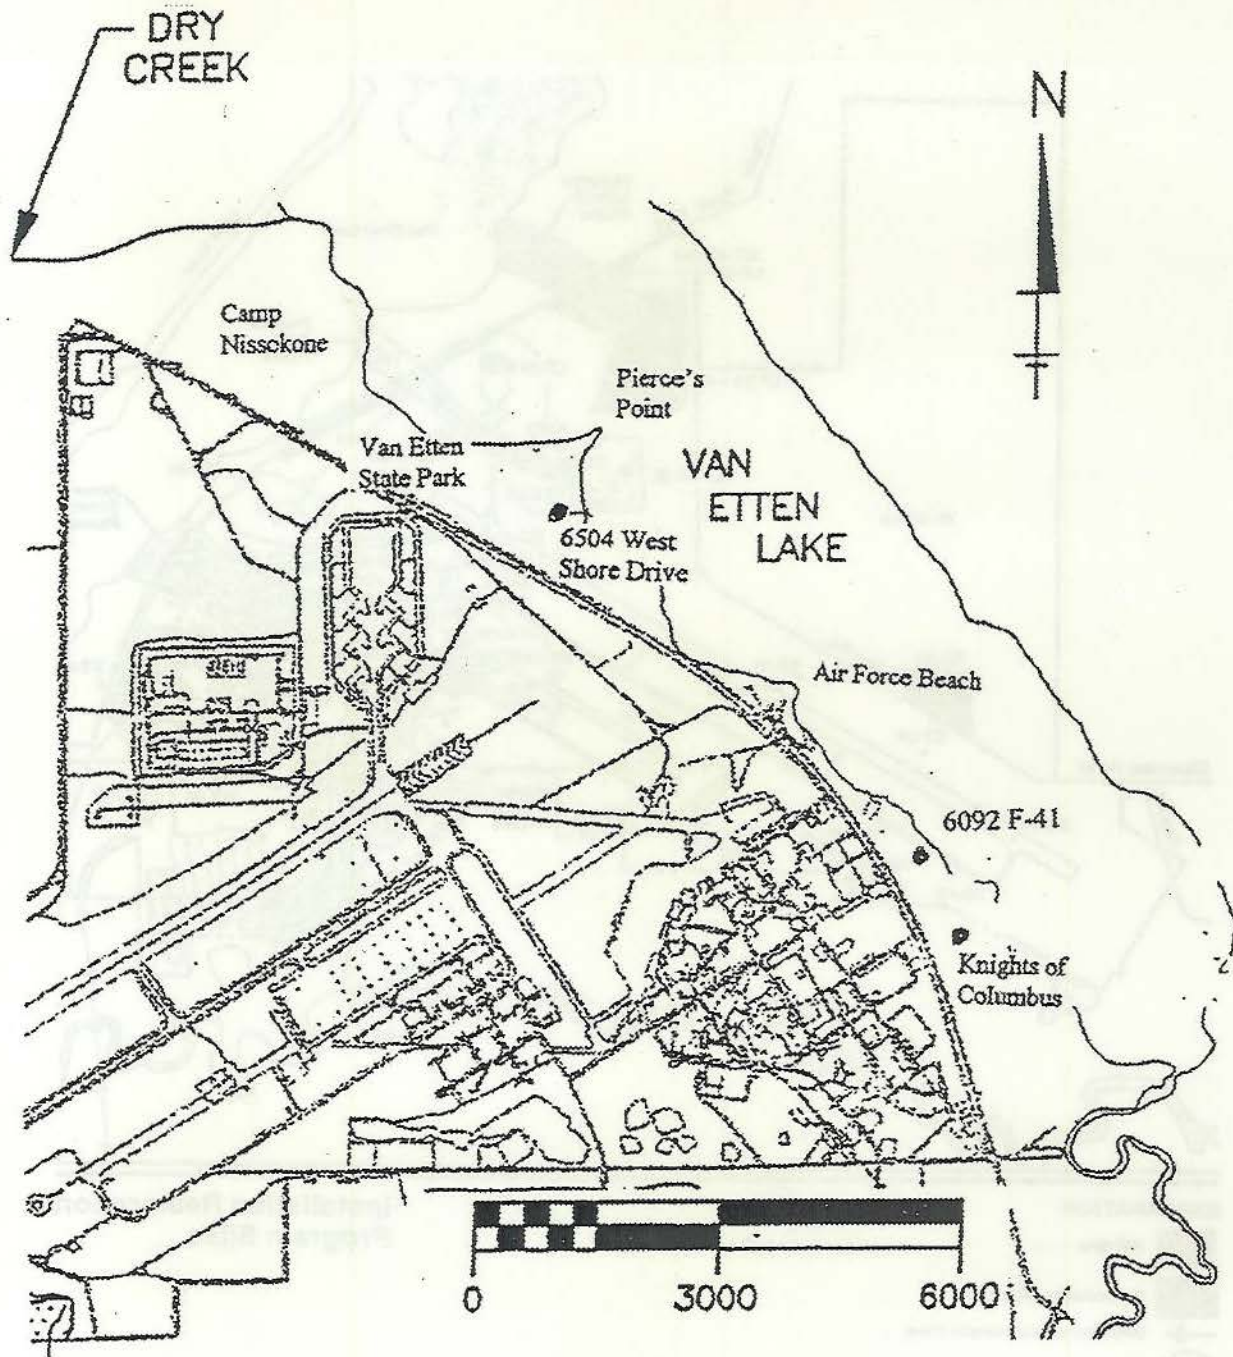 DRY
CREEK
N
Camp
Nissokone
Pierce's
Point
Van Etten
State Park
VAN
ETTEN
LAKE
6504 West
Shore Drive
Air Force Beach
6092 F-41
Knights of
Columbus
0 3000 6000